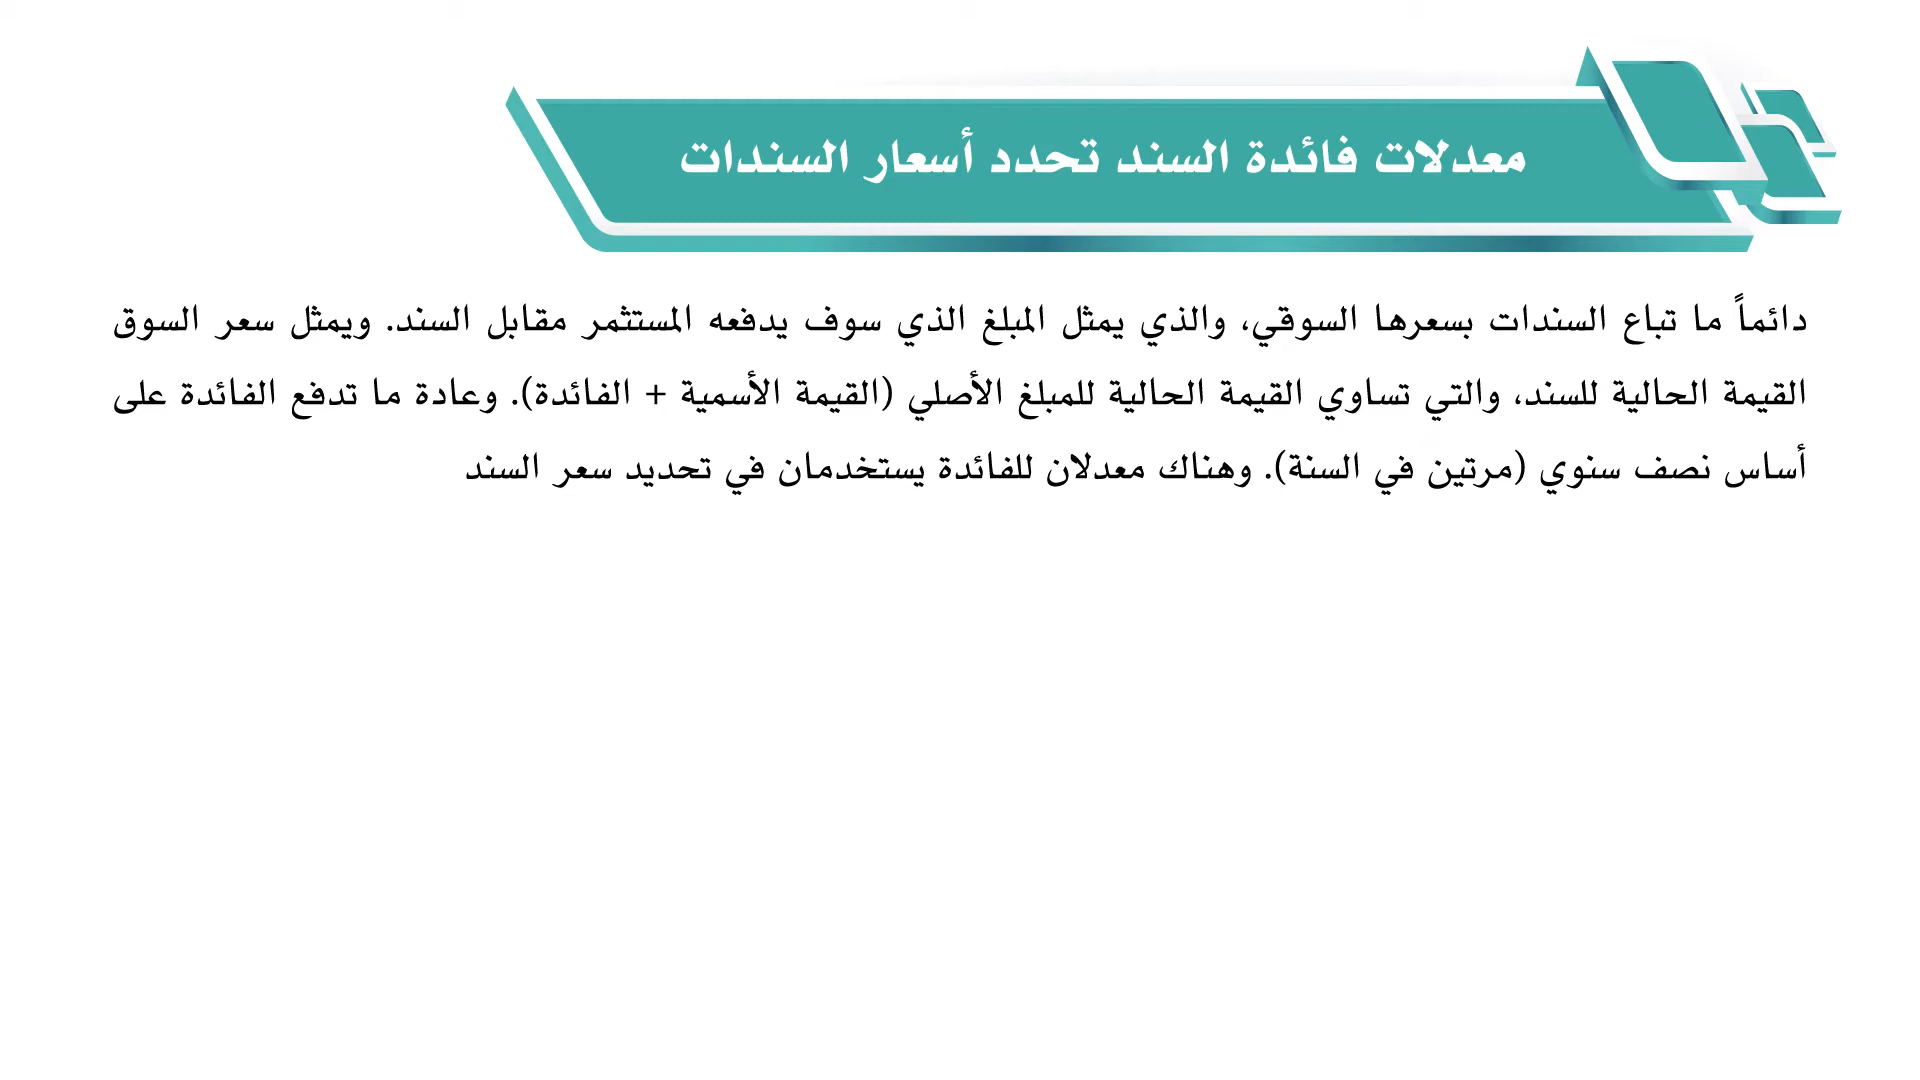 معدلات فائدة السند تحدد أسعار السندات
دائماً ما تباع السندات بسعرها السوقي، والذي يمثل المبلغ الذي سوف يدفعه المستثمر مقابل السند. ويمثل سعر السوق
القيمة الحالية للسند، والتي تساوي القيمة الحالية للمبلغ الأصلي (القيمة الأسمية + الفائدة). وعادة ما تدفع الفائدة على
أساس نصف سنوي (مرتين في السنة). وهناك معدلان للفائدة يستخدمان في تحديد سعر السند